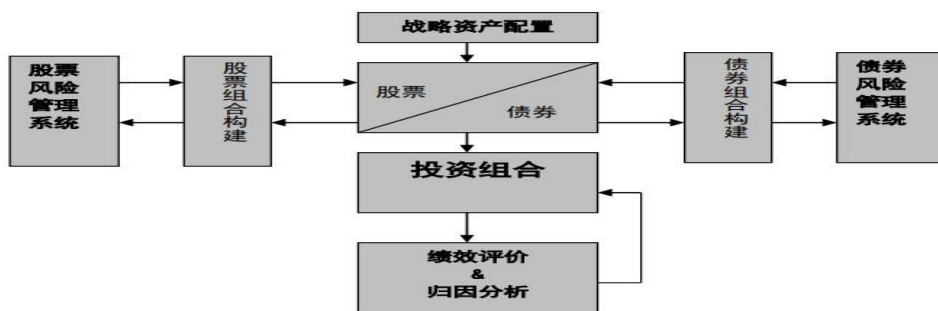 战略资产配置
股票
风险
管理
系统
股票组合构建
股票
债券
债券组合构建
债券
风险
管理
系统
投资组合
绩效评价
&
归因分析